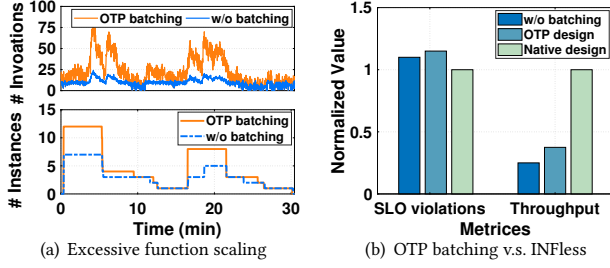 # Invoations
100
75
50
25
0
OTP batching
w/o batching
# Instances
15
10
5
0
OTP batching
w/o batching
0 10 20 30
Time (min)
(a) Excessive function scaling
Normalized Value
1.5
1
0.5
0
w/o batching
OTP design
Native design
SLO violations Throughput
Metrices
(b) OTP batching v.s. INFless